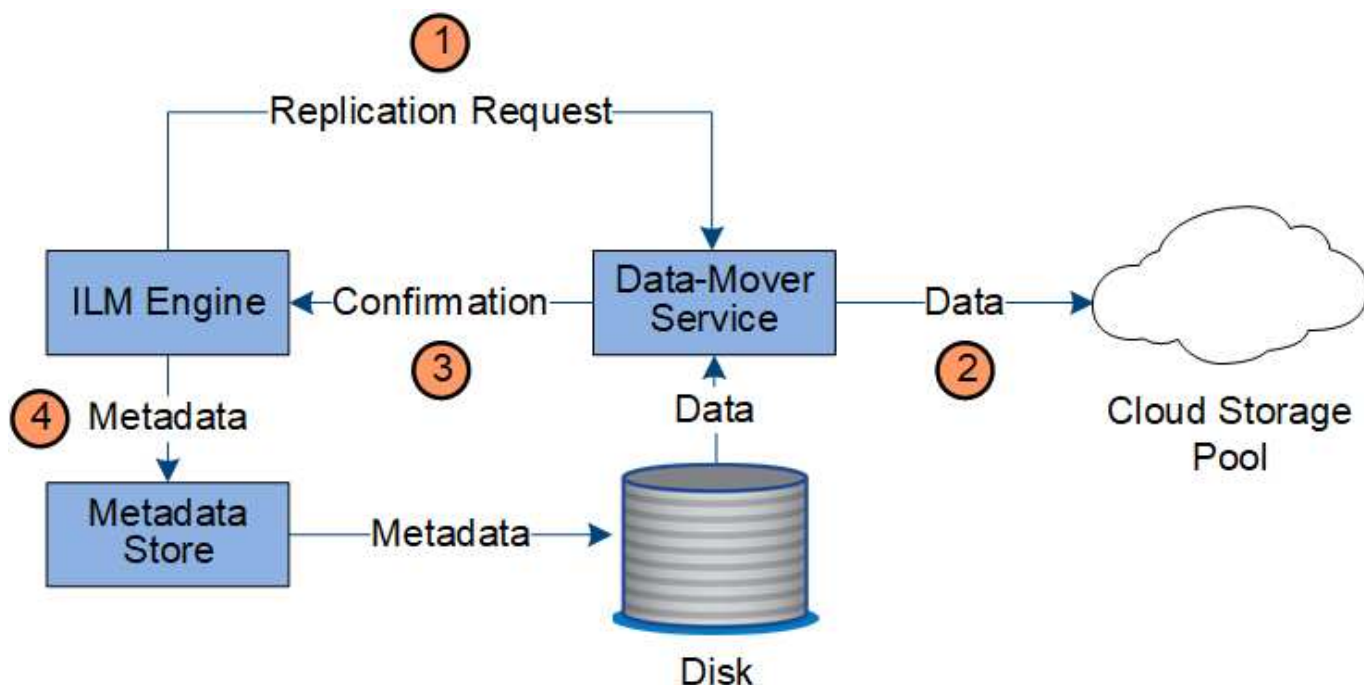 1
Replication Request
ILM Engine
Confirmation
Data-Mover
Service
Data
3
2
4
Metadata
Data
Cloud Storage
Pool
Metadata
Store
Metadata
Disk